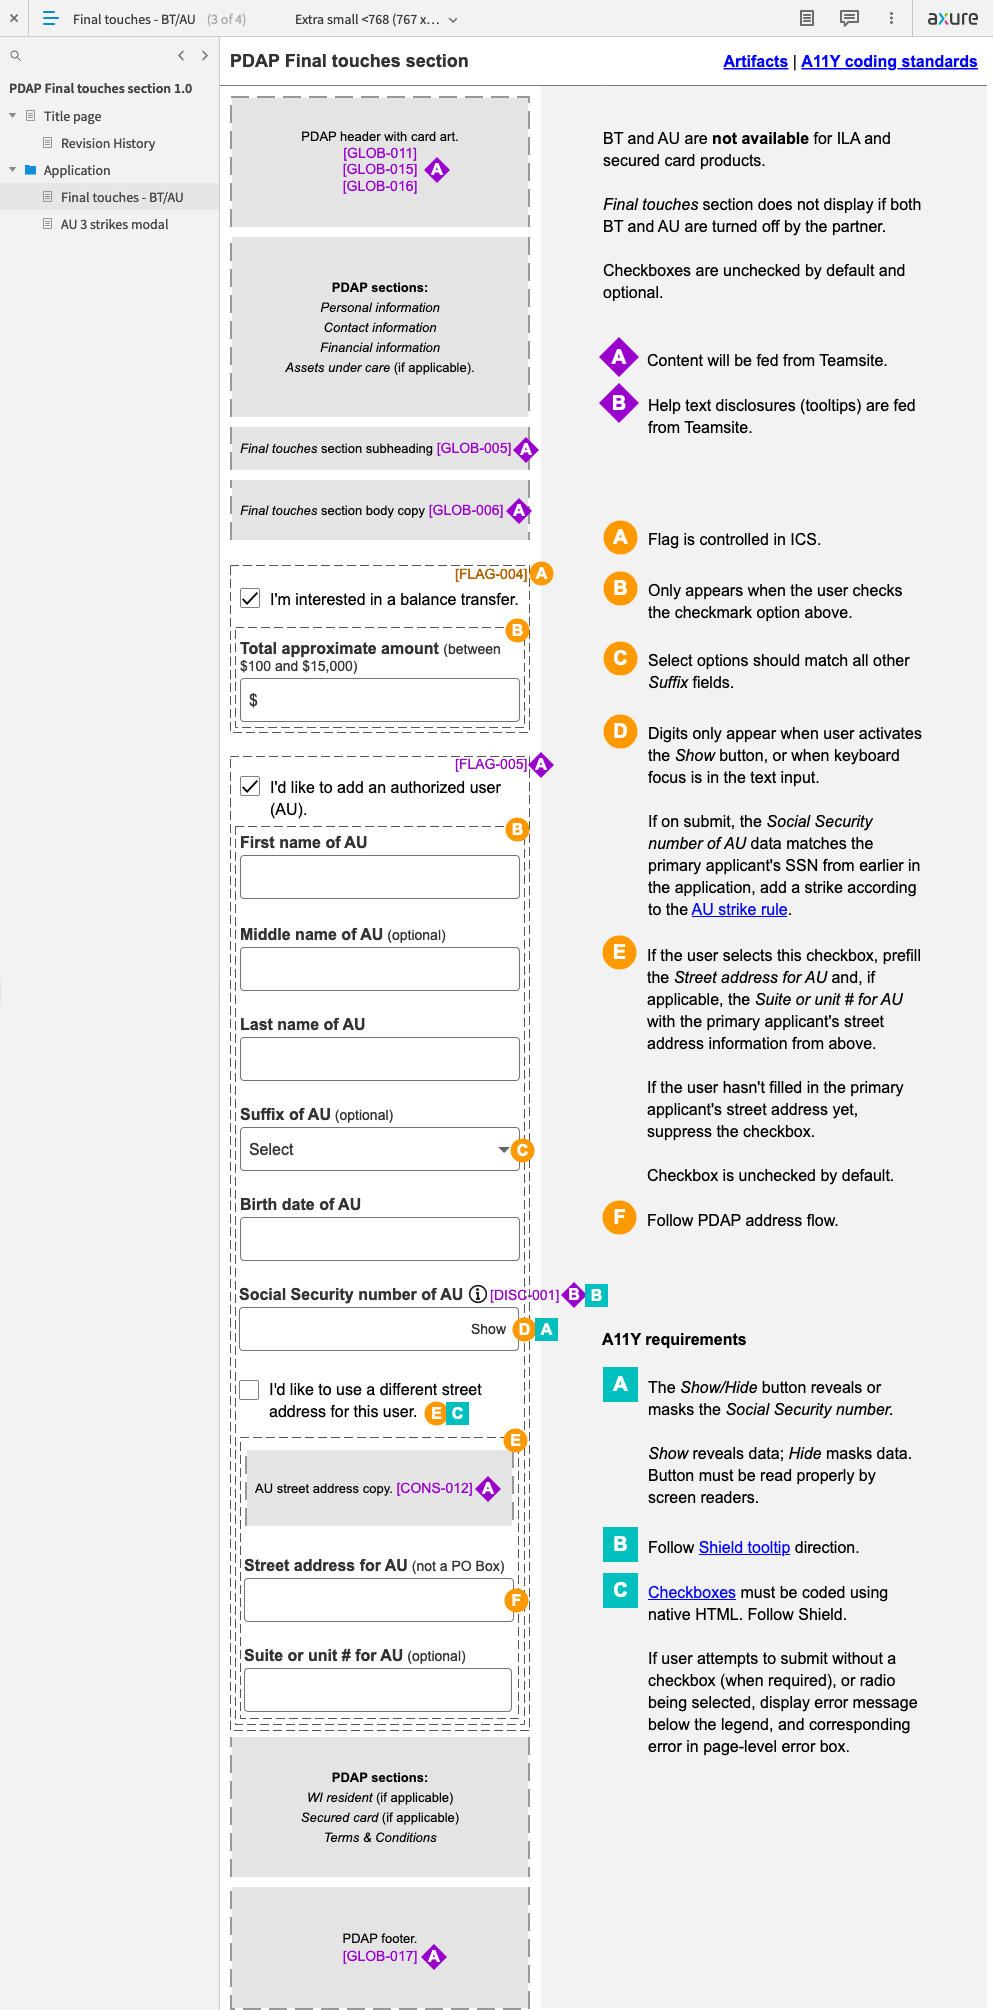 Final touches - BT/AU (3 of 4)
Extra small <768 (767 x...
axure
PDAP Final touches section 1.0
Title page
Revision History
Application
Final touches - BT/AU
AU 3 strikes modal
PDAP Final touches section
Artifacts | A11Y coding standards
PDAP header with card art.
[GLOB-011]
[GLOB-015] A
[GLOB-016]
PDAP sections:
Personal information
Contact information
Financial information
Assets under care (if applicable).
Final touches section subheading [GLOB-005] A
Final touches section body copy [GLOB-006] A
[FLAG-004] A
I'm interested in a balance transfer.
B
Total approximate amount (between
$100 and $15,000)
$
[FLAG-005] A
I'd like to add an authorized user
(AU).
B
First name of AU
Middle name of AU (optional)
Last name of AU
Suffix of AU (optional)
Select C
Birth date of AU
Social Security number of AU [DISC-001] B B
Show D A
I'd like to use a different street
address for this user. E C
E
AU street address copy. [CONS-012] A
Street address for AU (not a PO Box)
F
Suite or unit # for AU (optional)
PDAP sections:
WI resident (if applicable)
Secured card (if applicable)
Terms & Conditions
PDAP footer.
[GLOB-017] A
BT and AU are not available for ILA and
secured card products.
Final touches section does not display if both
BT and AU are turned off by the partner.
Checkboxes are unchecked by default and
optional.
A Content will be fed from Teamsite.
B Help text disclosures (tooltips) are fed
from Teamsite.
A Flag is controlled in ICS.
B Only appears when the user checks
the checkmark option above.
C Select options should match all other
Suffix fields.
D Digits only appear when user activates
the Show button, or when keyboard
focus is in the text input.
If on submit, the Social Security
number of AU data matches the
primary applicant's SSN from earlier in
the application, add a strike according
to the AU strike rule.
E If the user selects this checkbox, prefill
the Street address for AU and, if
applicable, the Suite or unit # for AU
with the primary applicant's street
address information from above.
If the user hasn't filled in the primary
applicant's street address yet,
suppress the checkbox.
Checkbox is unchecked by default.
F Follow PDAP address flow.
A11Y requirements
A The Show/Hide button reveals or
masks the Social Security number.
Show reveals data; Hide masks data.
Button must be read properly by
screen readers.
B Follow Shield tooltip direction.
C Checkboxes must be coded using
native HTML. Follow Shield.
If user attempts to submit without a
checkbox (when required), or radio
being selected, display error message
below the legend, and corresponding
error in page-level error box.